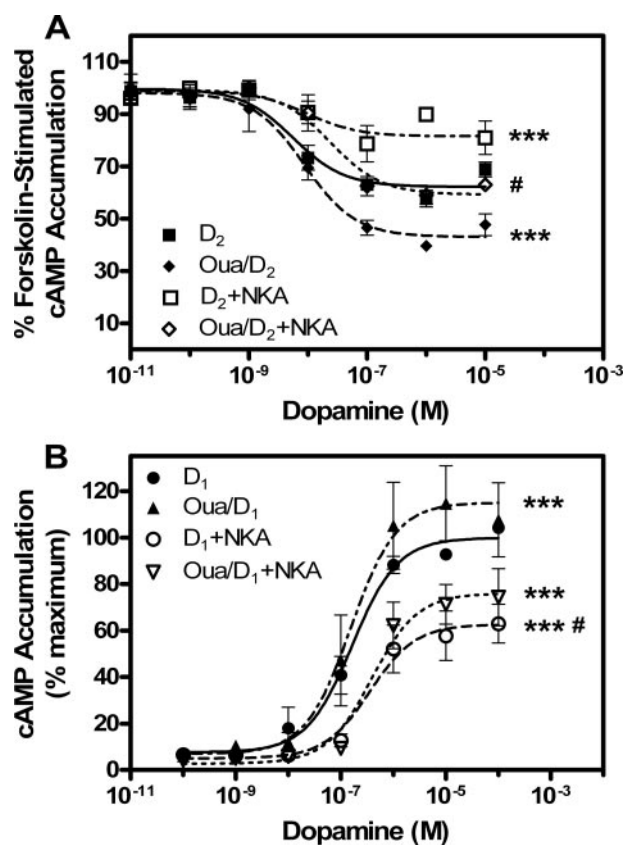 A
% Forskolin-Stimulated
cAMP Accumulation
110
90
70
50
30
10
D₂
Oua/D₂
D₂+NKA
Oua/D₂+NKA
***
#
***
10⁻¹¹ 10⁻⁹ 10⁻⁷ 10⁻⁵ 10⁻³
Dopamine (M)
B
cAMP Accumulation
(% maximum)
120
100
80
60
40
20
0
D₁
Oua/D₁
D₁+NKA
Oua/D₁+NKA
***
***
*** #
10⁻¹¹ 10⁻⁹ 10⁻⁷ 10⁻⁵ 10⁻³
Dopamine (M)